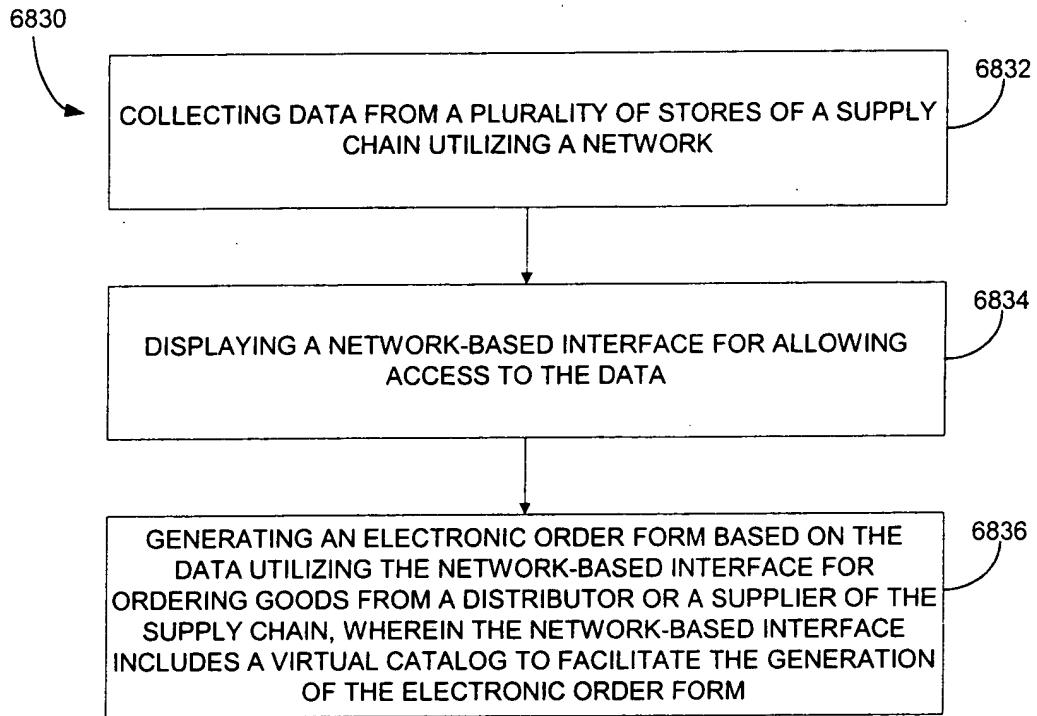 6830
6832
COLLECTING DATA FROM A PLURALITY OF STORES OF A SUPPLY
CHAIN UTILIZING A NETWORK
6834
DISPLAYING A NETWORK-BASED INTERFACE FOR ALLOWING
ACCESS TO THE DATA
6836
GENERATING AN ELECTRONIC ORDER FORM BASED ON THE
DATA UTILIZING THE NETWORK-BASED INTERFACE FOR
ORDERING GOODS FROM A DISTRIBUTOR OR A SUPPLIER OF THE
SUPPLY CHAIN, WHEREIN THE NETWORK-BASED INTERFACE
INCLUDES A VIRTUAL CATALOG TO FACILITATE THE GENERATION
OF THE ELECTRONIC ORDER FORM